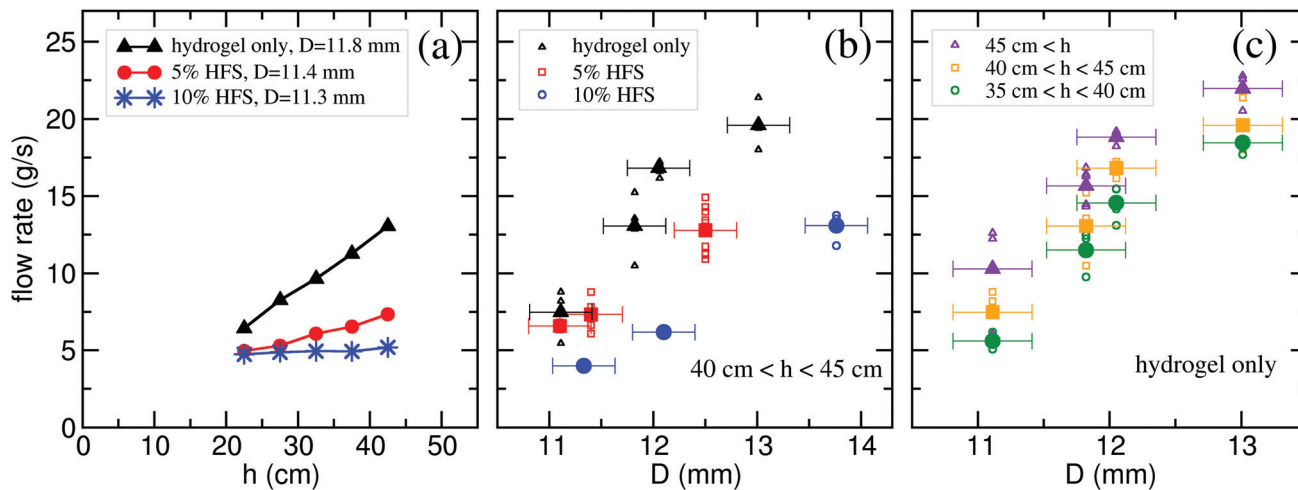 (a)
hydrogel only, D=11.8 mm
5% HFS, D=11.4 mm
10% HFS, D=11.3 mm
flow rate (g/s)
25
20
15
10
5
0
0 10 20 30 40 50
h (cm)
(b)
hydrogel only
5% HFS
10% HFS
40 cm < h < 45 cm
11 12 13 14
D (mm)
(c)
45 cm < h
40 cm < h < 45 cm
35 cm < h < 40 cm
hydrogel only
11 12 13
D (mm)